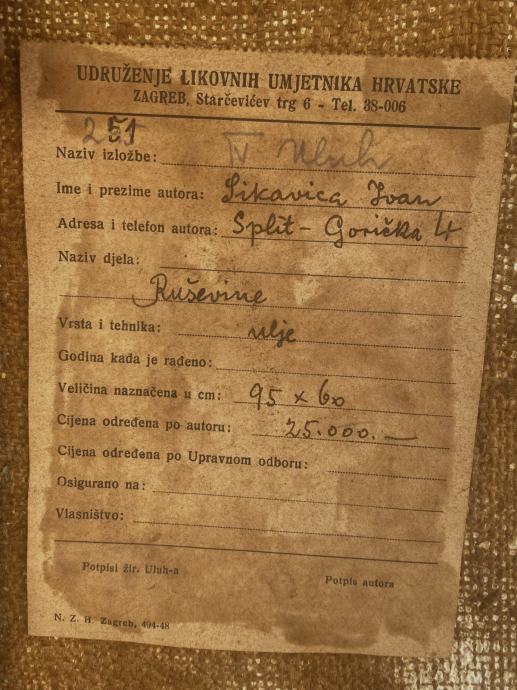 UDRUŽENJE LIKOVNIH UMJETNIKA HRVATSKE
ZAGREB, Starčevićev trg 6 - Tel. 38-006
251
Naziv izložbe: IV Uluh
Ime i prezime autora: Sikavica Ivan
Adresa i telefon autora: Split - Gorička 4
Naziv djela:
Ruševine
Vrsta i tehnika: ulje
Godina kada je rađeno:
Veličina naznačena u cm: 95 x 60
Cijena određena po autoru: 25.000.—
Cijena određena po Upravnom odboru:
Osigurano na:
Vlasništvo:
Potpisi žir. Uluh-a
Potpis autora
N. Z. H. Zagreb, 494-48